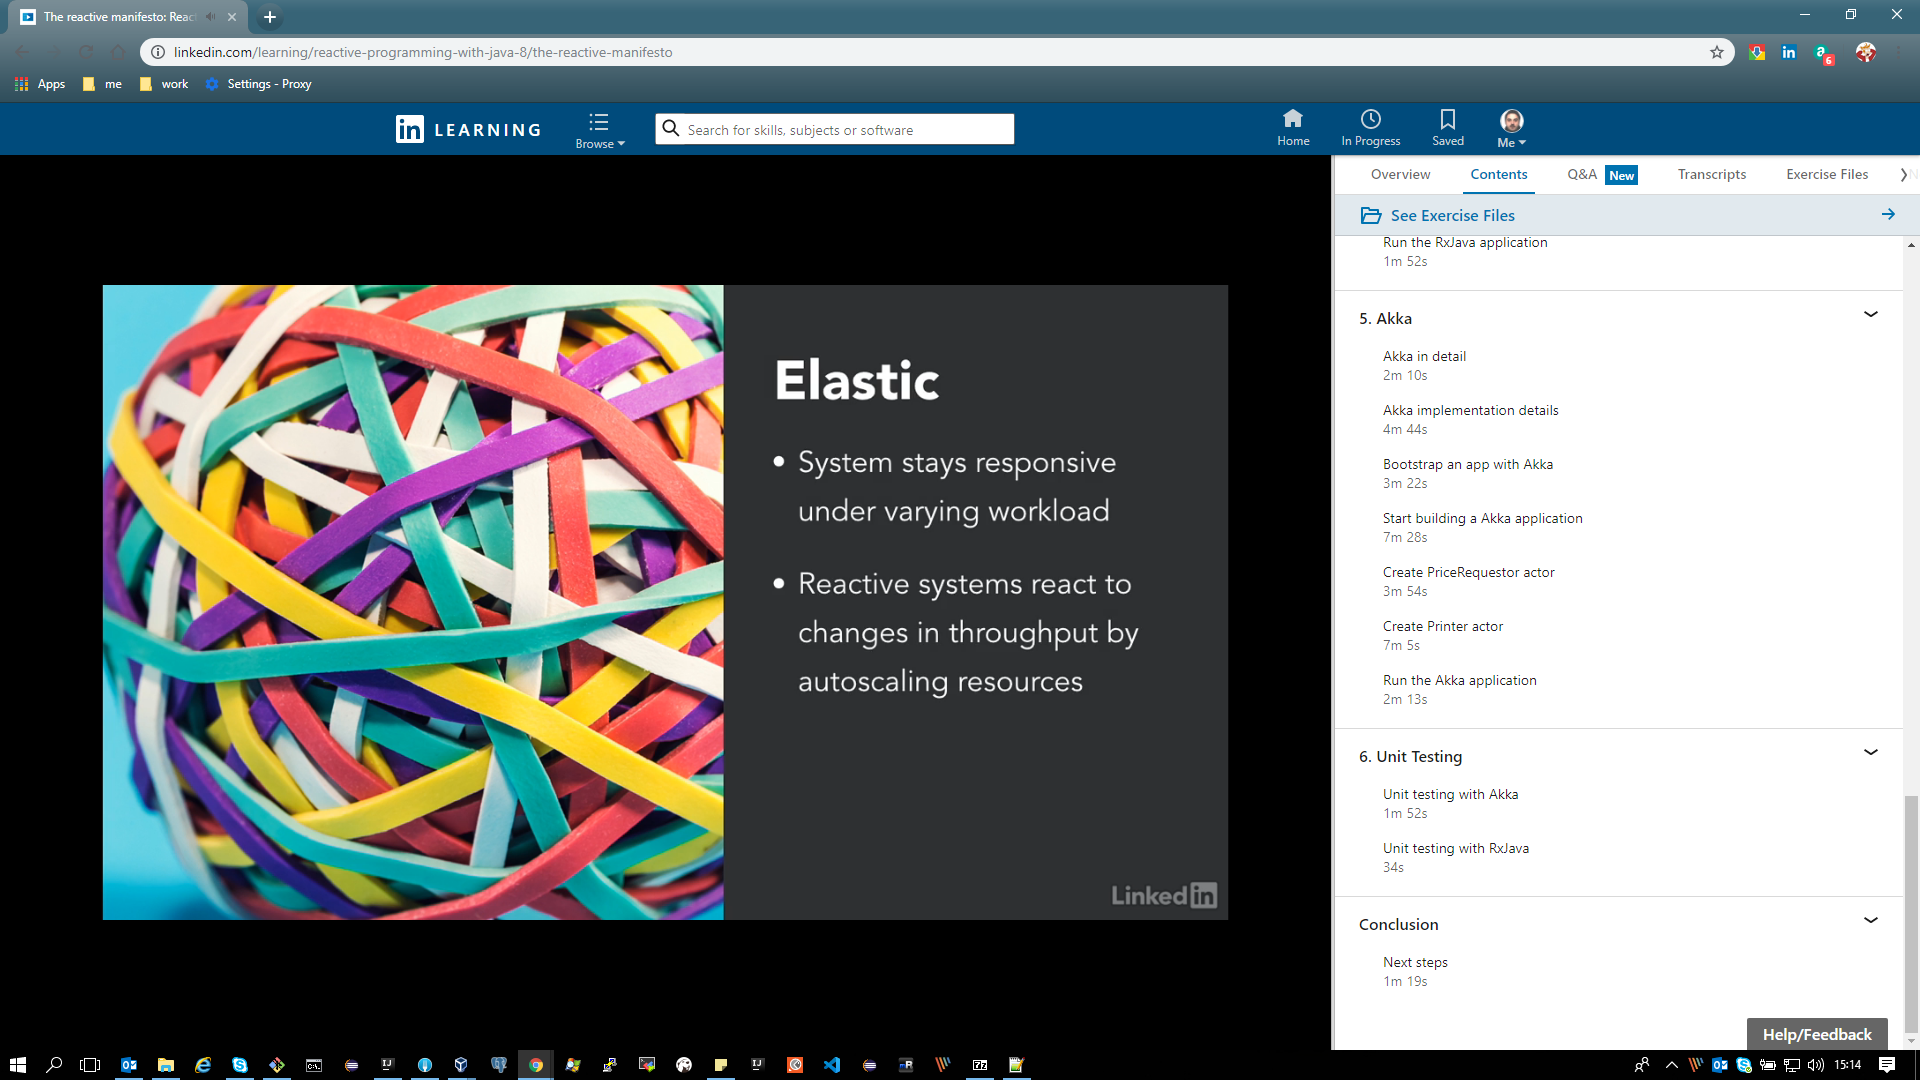 The reactive manifesto: Reac
linkedin.com/learning/reactive-programming-with-java-8/the-reactive-manifesto
6
Apps
me
work
Settings - Proxy
in LEARNING
Browse
Search for skills, subjects or software
Home
In Progress
Saved
Me
Overview
Contents
Q&A New
Transcripts
Exercise Files
See Exercise Files
Run the RxJava application
1m 52s
5. Akka
Akka in detail
2m 10s
Akka implementation details
4m 44s
Bootstrap an app with Akka
3m 22s
Start building a Akka application
7m 28s
Create PriceRequestor actor
3m 54s
Create Printer actor
7m 5s
Run the Akka application
2m 13s
6. Unit Testing
Unit testing with Akka
1m 52s
Unit testing with RxJava
34s
Conclusion
Next steps
1m 19s
Help/Feedback
Elastic
• System stays responsive
under varying workload
• Reactive systems react to
changes in throughput by
autoscaling resources
Linked in
15:14